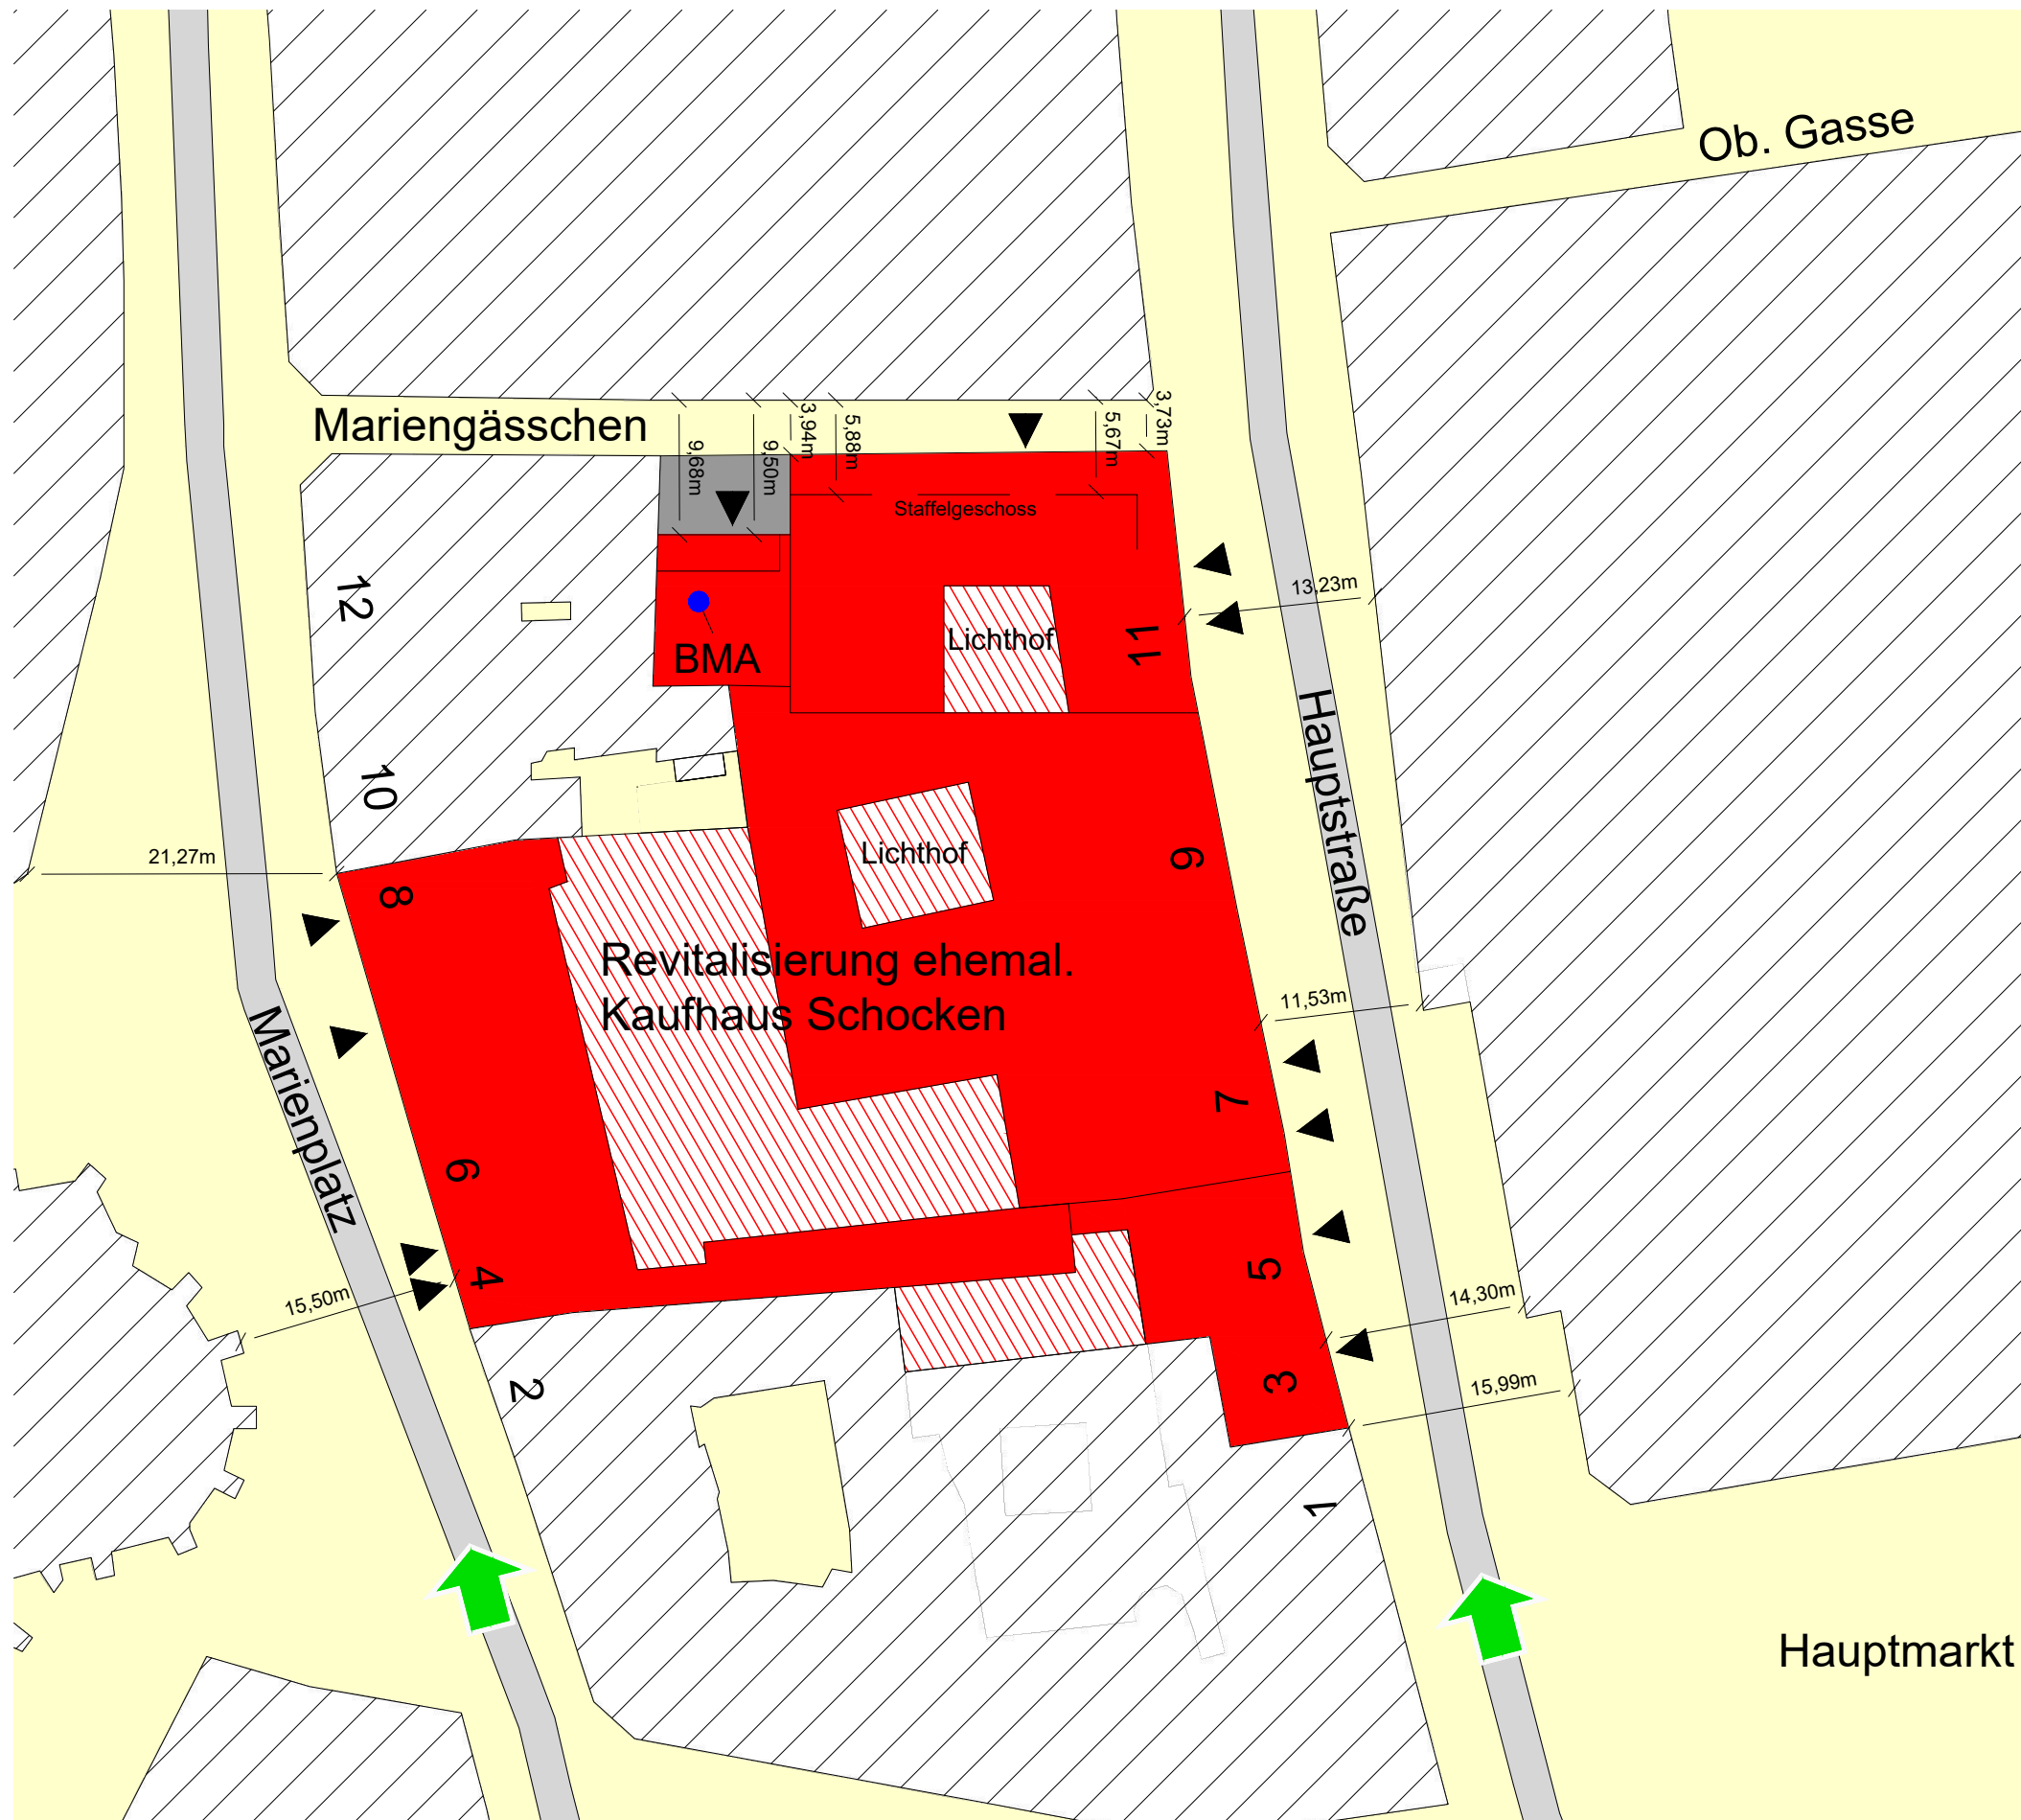 Ob. Gasse
Mariengässchen
9,68m
9,50m
3,94m
5,88m
5,67m
3,73m
Staffelgeschoss
12
BMA
Lichthof
11
13,23m
Hauptstraße
10
21,27m
8
Lichthof
9
Revitalisierung ehemal.
Kaufhaus Schocken
11,53m
Marienplatz
7
6
4
15,50m
5
14,30m
2
3
15,99m
1
Hauptmarkt